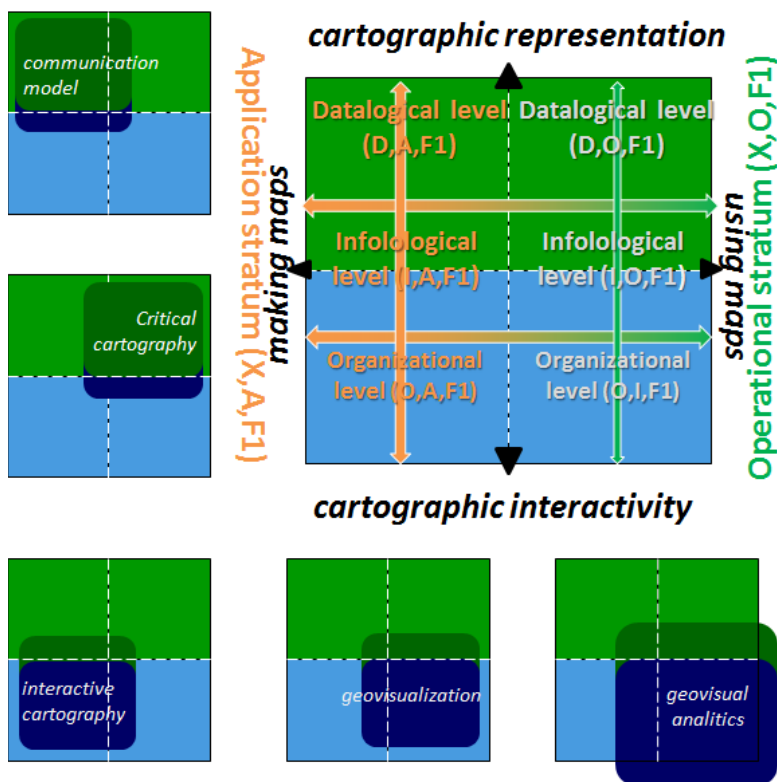 cartographic representation
communication
model
Application stratum (X,A,F1)
making maps
Datalogical level
(D,A,F1)
Datalogical level
(D,O,F1)
Infolological
level (I,A,F1)
Infolological
level (I,O,F1)
Organizational
level (O,A,F1)
Organizational
level (O,I,F1)
using maps
Operational stratum (X,O,F1)
Critical
cartography
cartographic interactivity
interactive
cartography
geovisualization
geovisual
analitics